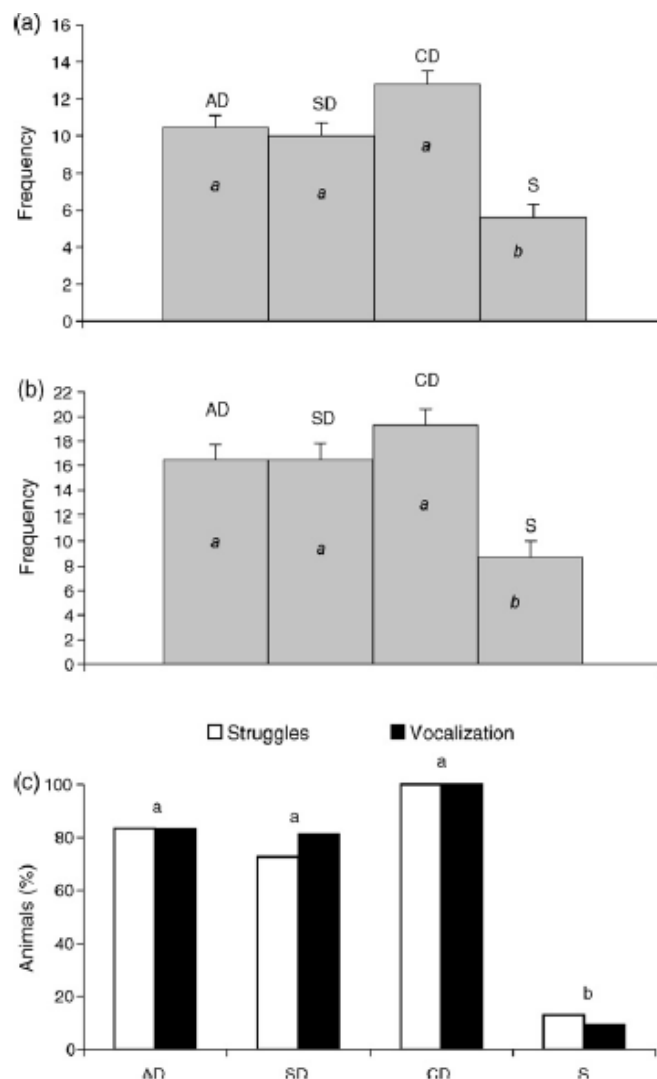 (a)
16
14
12
10
8
6
4
2
0
Frequency
AD
SD
CD
S
a
a
a
b
(b)
22
20
18
16
14
12
10
8
6
4
2
0
Frequency
AD
SD
CD
S
a
a
a
b
Struggles Vocalization
(c)
100
80
60
40
20
0
Animals (%)
a
a
a
b
AD SD CD S